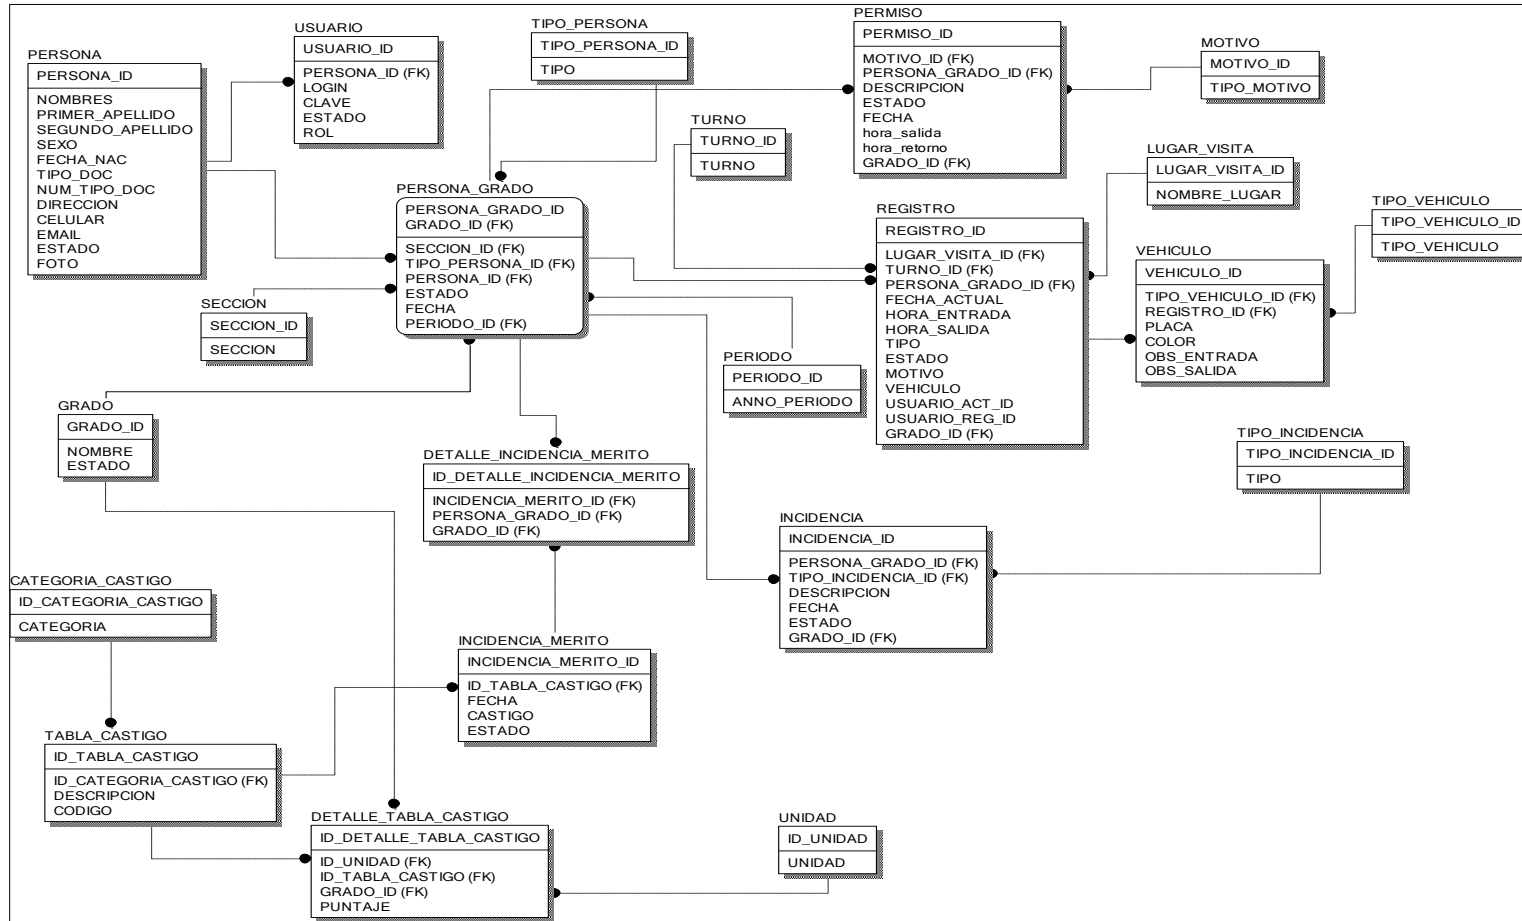 PERSONA
PERSONA_ID
NOMBRES
PRIMER_APELLIDO
SEGUNDO_APELLIDO
SEXO
FECHA_NAC
TIPO_DOC
NUM_TIPO_DOC
DIRECCION
CELULAR
EMAIL
ESTADO
FOTO
USUARIO
USUARIO_ID
PERSONA_ID (FK)
LOGIN
CLAVE
ESTADO
ROL
TIPO_PERSONA
TIPO_PERSONA_ID
TIPO
PERMISO
PERMISO_ID
MOTIVO_ID (FK)
PERSONA_GRADO_ID (FK)
DESCRIPCION
ESTADO
FECHA
hora_salida
hora_retorno
GRADO_ID (FK)
MOTIVO
MOTIVO_ID
TIPO_MOTIVO
TURNO
TURNO_ID
TURNO
LUGAR_VISITA
LUGAR_VISITA_ID
NOMBRE_LUGAR
TIPO_VEHICULO
TIPO_VEHICULO_ID
TIPO_VEHICULO
PERSONA_GRADO
PERSONA_GRADO_ID
GRADO_ID (FK)
SECCION_ID (FK)
TIPO_PERSONA_ID (FK)
PERSONA_ID (FK)
ESTADO
FECHA
PERIODO_ID (FK)
REGISTRO
REGISTRO_ID
LUGAR_VISITA_ID (FK)
TURNO_ID (FK)
PERSONA_GRADO_ID (FK)
FECHA_ACTUAL
HORA_ENTRADA
HORA_SALIDA
TIPO
ESTADO
MOTIVO
VEHICULO
USUARIO_ACT_ID
USUARIO_REG_ID
GRADO_ID (FK)
VEHICULO
VEHICULO_ID
TIPO_VEHICULO_ID (FK)
REGISTRO_ID (FK)
PLACA
COLOR
OBS_ENTRADA
OBS_SALIDA
SECCION
SECCION_ID
SECCION
PERIODO
PERIODO_ID
ANNO_PERIODO
GRADO
GRADO_ID
NOMBRE
ESTADO
DETALLE_INCIDENCIA_MERITO
ID_DETALLE_INCIDENCIA_MERITO
INCIDENCIA_MERITO_ID (FK)
PERSONA_GRADO_ID (FK)
GRADO_ID (FK)
TIPO_INCIDENCIA
TIPO_INCIDENCIA_ID
TIPO
INCIDENCIA
INCIDENCIA_ID
PERSONA_GRADO_ID (FK)
TIPO_INCIDENCIA_ID (FK)
DESCRIPCION
FECHA
ESTADO
GRADO_ID (FK)
CATEGORIA_CASTIGO
ID_CATEGORIA_CASTIGO
CATEGORIA
INCIDENCIA_MERITO
INCIDENCIA_MERITO_ID
ID_TABLA_CASTIGO (FK)
FECHA
CASTIGO
ESTADO
TABLA_CASTIGO
ID_TABLA_CASTIGO
ID_CATEGORIA_CASTIGO (FK)
DESCRIPCION
CODIGO
DETALLE_TABLA_CASTIGO
ID_DETALLE_TABLA_CASTIGO
ID_UNIDAD (FK)
ID_TABLA_CASTIGO (FK)
GRADO_ID (FK)
PUNTAJE
UNIDAD
ID_UNIDAD
UNIDAD